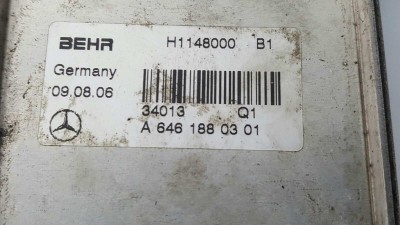 BEHR H1148000 B1
Germany
09.08.06
34013 Q1
A 646 188 03 01